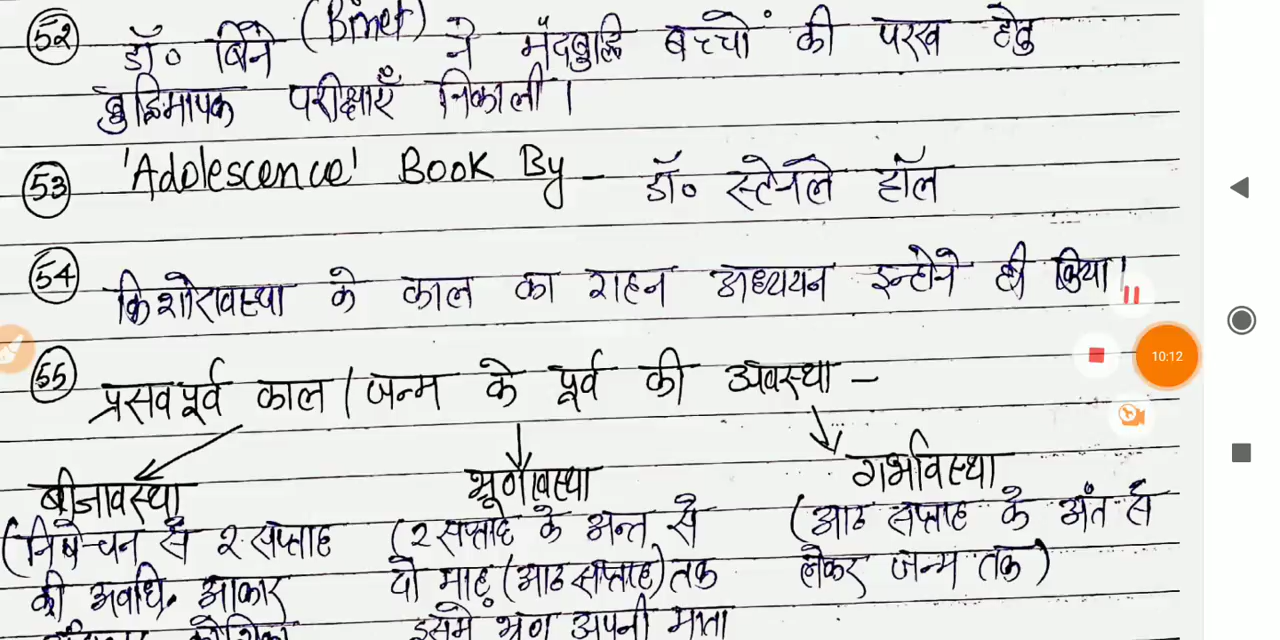 52 डॉ० बिने (Binet) ने मंदबुद्धि बच्चों की परख हेतु
बुद्धिमापक परीक्षाएँ निकाली।
53 'Adolescence' Book By - डॉ० स्टेनले हॉल
54 किशोरावस्था के काल का गहन अध्ययन इन्होने ही किया।
55 प्रसवपूर्व काल / जन्म के पूर्व की अवस्था -
बीजावस्था भ्रूणावस्था गर्भावस्था
(निषेचन से 2 सप्ताह (2 सप्ताह के अन्त से (आठ सप्ताह के अंत से
की अवधि. आकार दो माह (आठ सप्ताह) तक लेकर जन्म तक)
इसमे भ्रूण अपनी माता
10:12